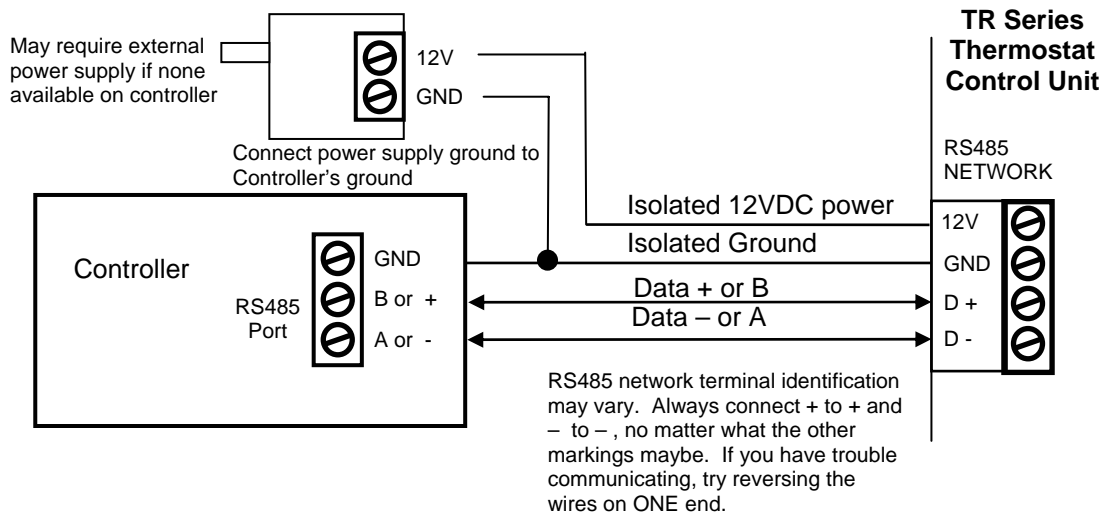 May require external
power supply if none
available on controller
12V
GND
Connect power supply ground to
Controller's ground
TR Series
Thermostat
Control Unit
RS485
NETWORK
Isolated 12VDC power
Isolated Ground
Data + or B
Data – or A
12V
GND
D +
D -
Controller
RS485
Port
GND
B or +
A or -
RS485 network terminal identification
may vary. Always connect + to + and
– to – , no matter what the other
markings maybe. If you have trouble
communicating, try reversing the
wires on ONE end.